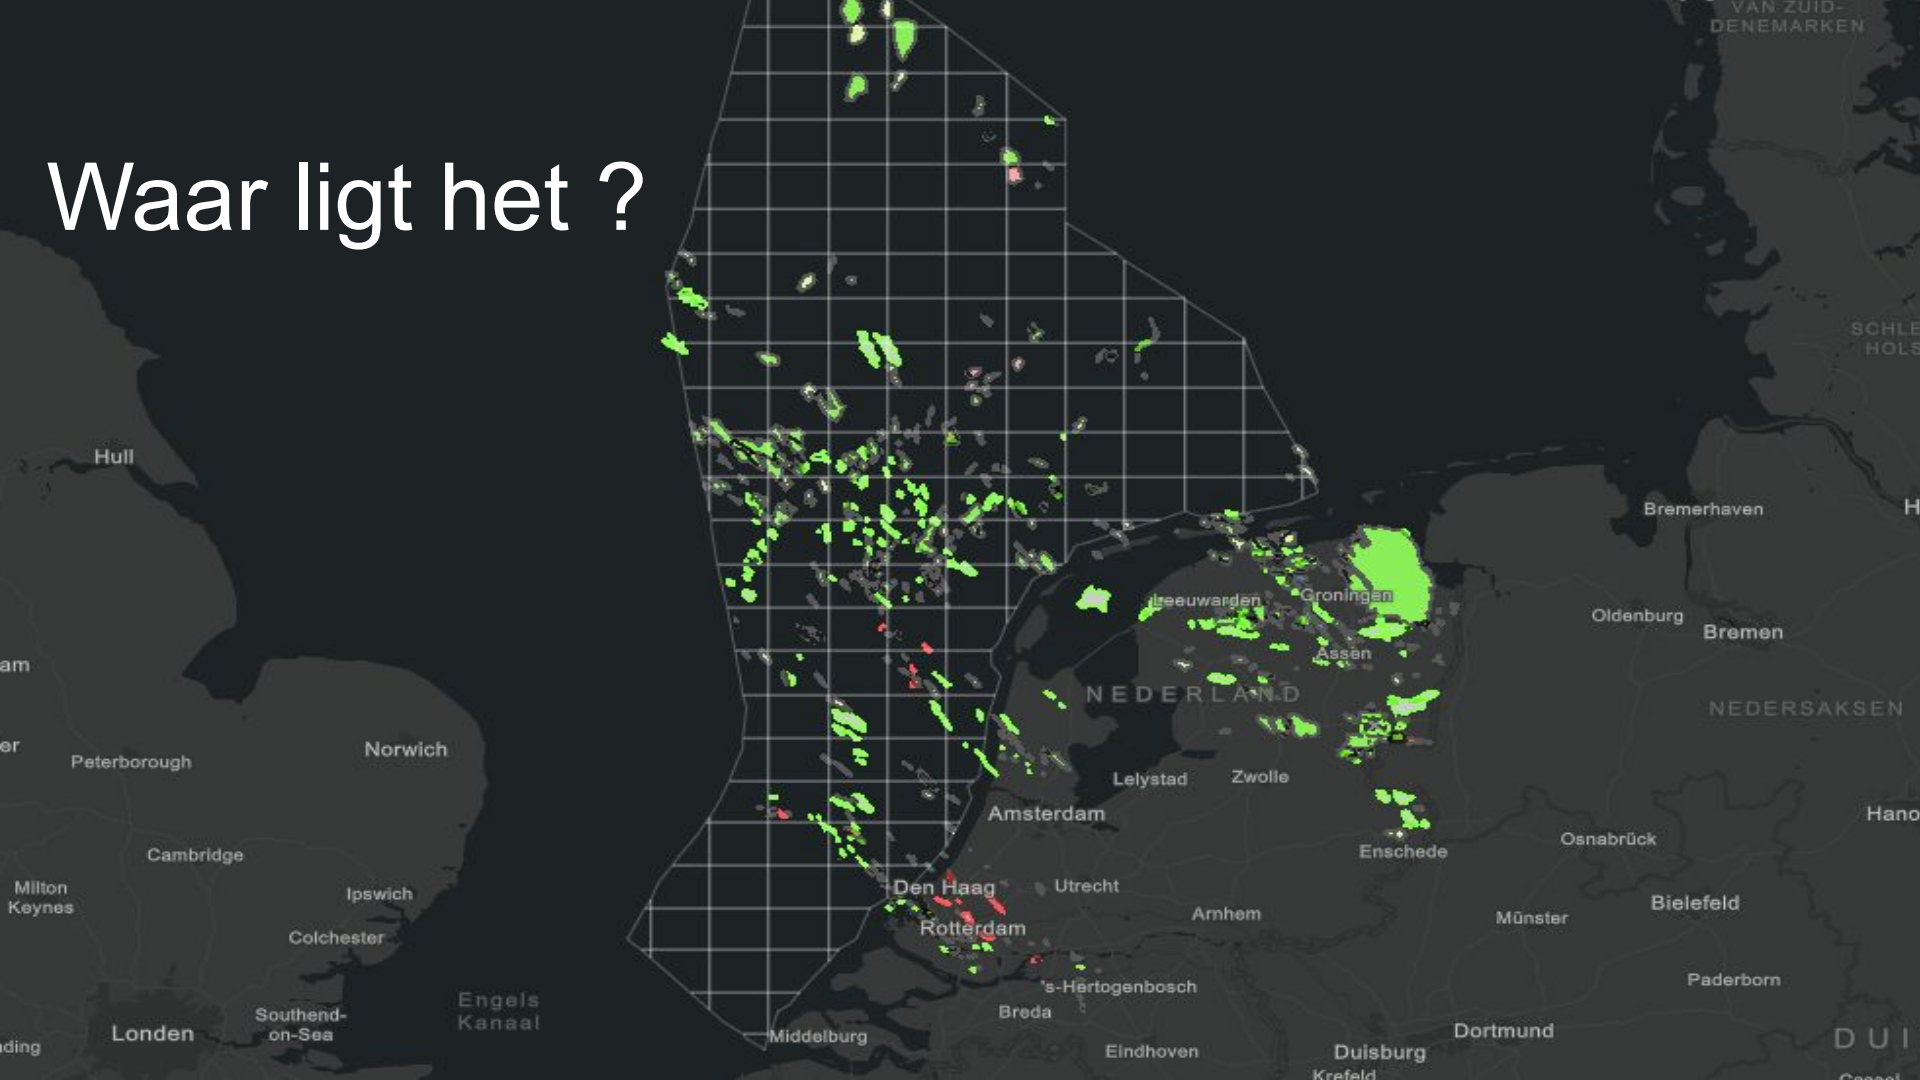 VAN ZUID-
DENEMARKEN
Waar ligt het ?
SCHLE
HOLS
Hull
Bremerhaven
H
Leeuwarden
Groningen
Oldenburg
Bremen
Assen
am
NEDERLAND
NEDERSAKSEN
er
Norwich
Peterborough
Lelystad
Zwolle
Amsterdam
Hano
Osnabrück
Enschede
Cambridge
Milton
Keynes
Ipswich
Den Haag
Utrecht
Bielefeld
Arnhem
Münster
Rotterdam
Colchester
Paderborn
's-Hertogenbosch
Engels
Kanaal
Breda
Southend-
on-Sea
Londen
Middelburg
Dortmund
DUI
ding
Eindhoven
Duisburg
Krefeld